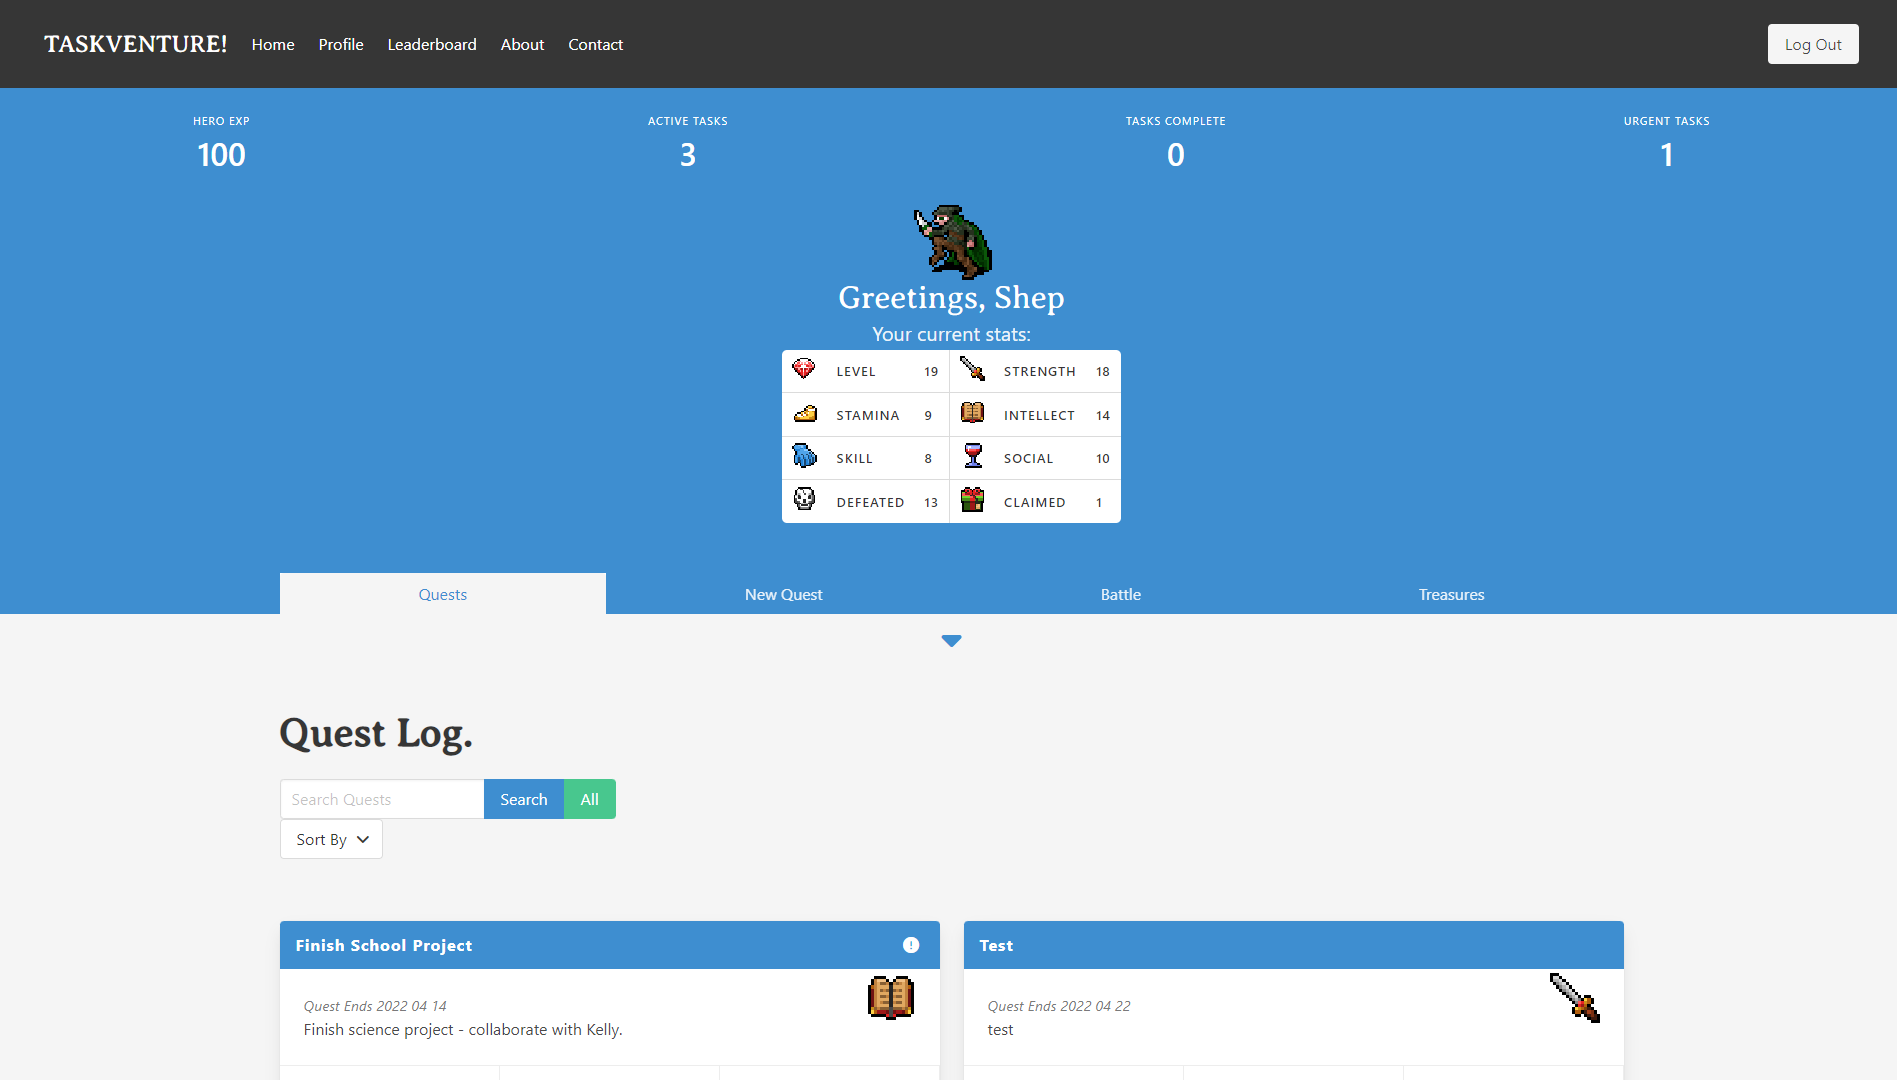 TASKVENTURE! Home Profile Leaderboard About Contact Log Out
HERO EXP ACTIVE TASKS TASKS COMPLETE URGENT TASKS
100 3 0 1
Greetings, Shep
Your current stats:
LEVEL 19 STRENGTH 18
STAMINA 9 INTELLECT 14
SKILL 8 SOCIAL 10
DEFEATED 13 CLAIMED 1
Quests New Quest Battle Treasures
Quest Log.
Search Quests Search All
Sort By
Finish School Project
Quest Ends 2022 04 14
Finish science project - collaborate with Kelly.
Test
Quest Ends 2022 04 22
test